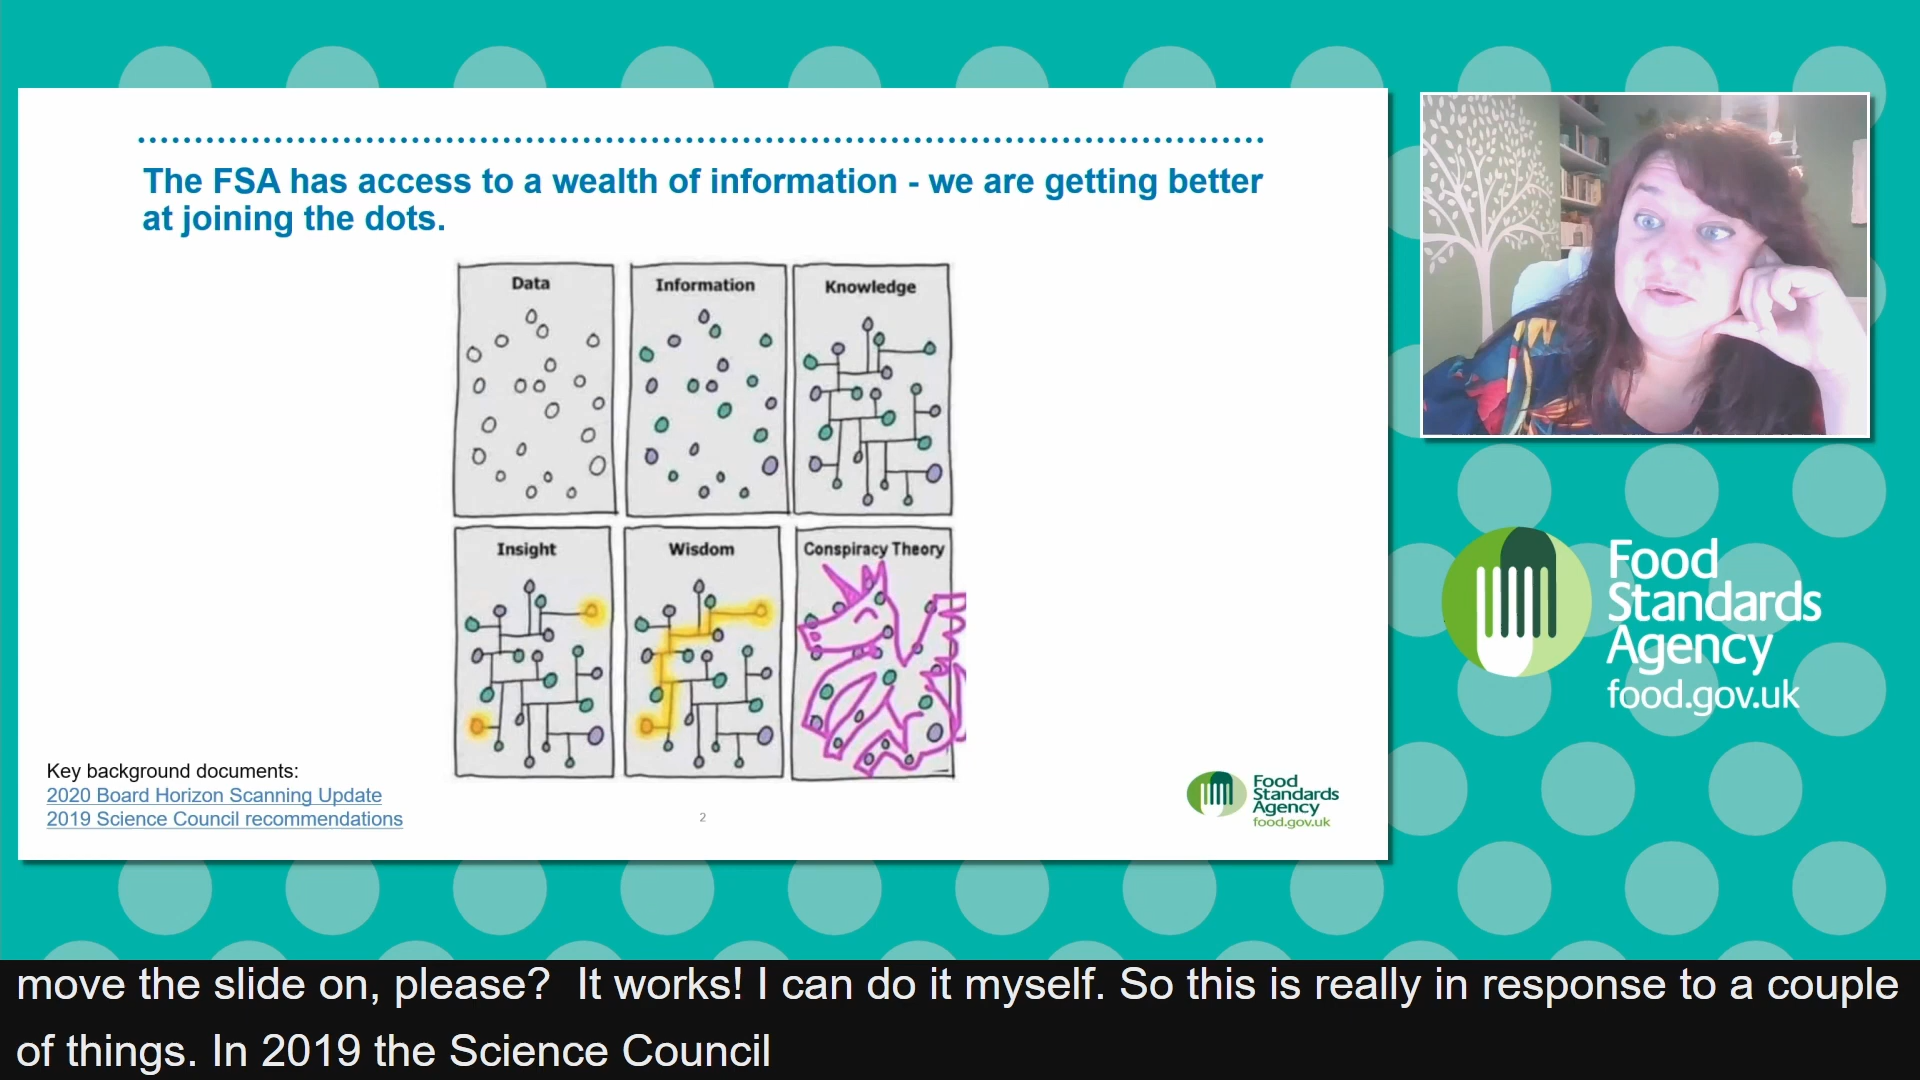 The FSA has access to a wealth of information - we are getting better
at joining the dots.
Data
Information
Knowledge
Insight
Wisdom
Conspiracy Theory
Key background documents:
2020 Board Horizon Scanning Update
2019 Science Council recommendations
2
Food
Standards
Agency
food.gov.uk
Food
Standards
Agency
food.gov.uk
move the slide on, please?  It works! I can do it myself. So this is really in response to a couple
of things. In 2019 the Science Council